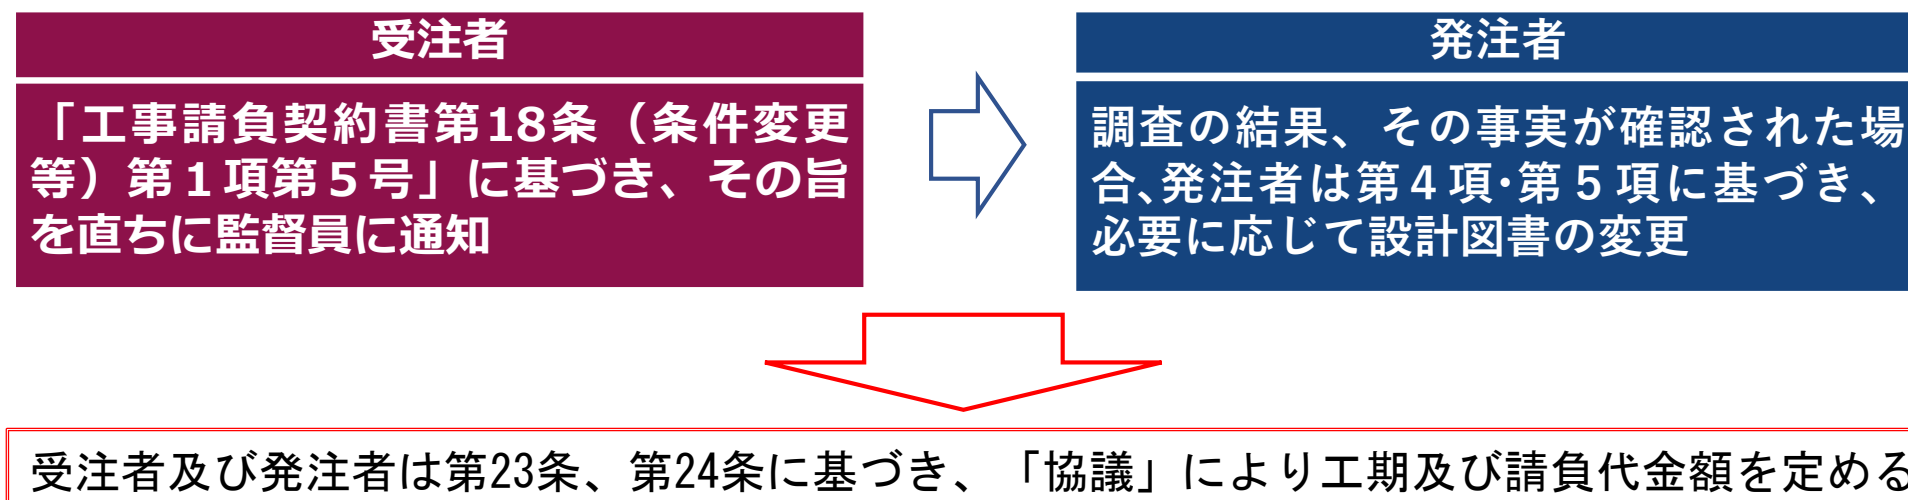 受注者
「工事請負契約書第18条（条件変更
等）第１項第５号」に基づき、その旨
を直ちに監督員に通知
発注者
調査の結果、その事実が確認された場
合、発注者は第４項･第５項に基づき、
必要に応じて設計図書の変更
受注者及び発注者は第23条、第24条に基づき、「協議」により工期及び請負代金額を定める